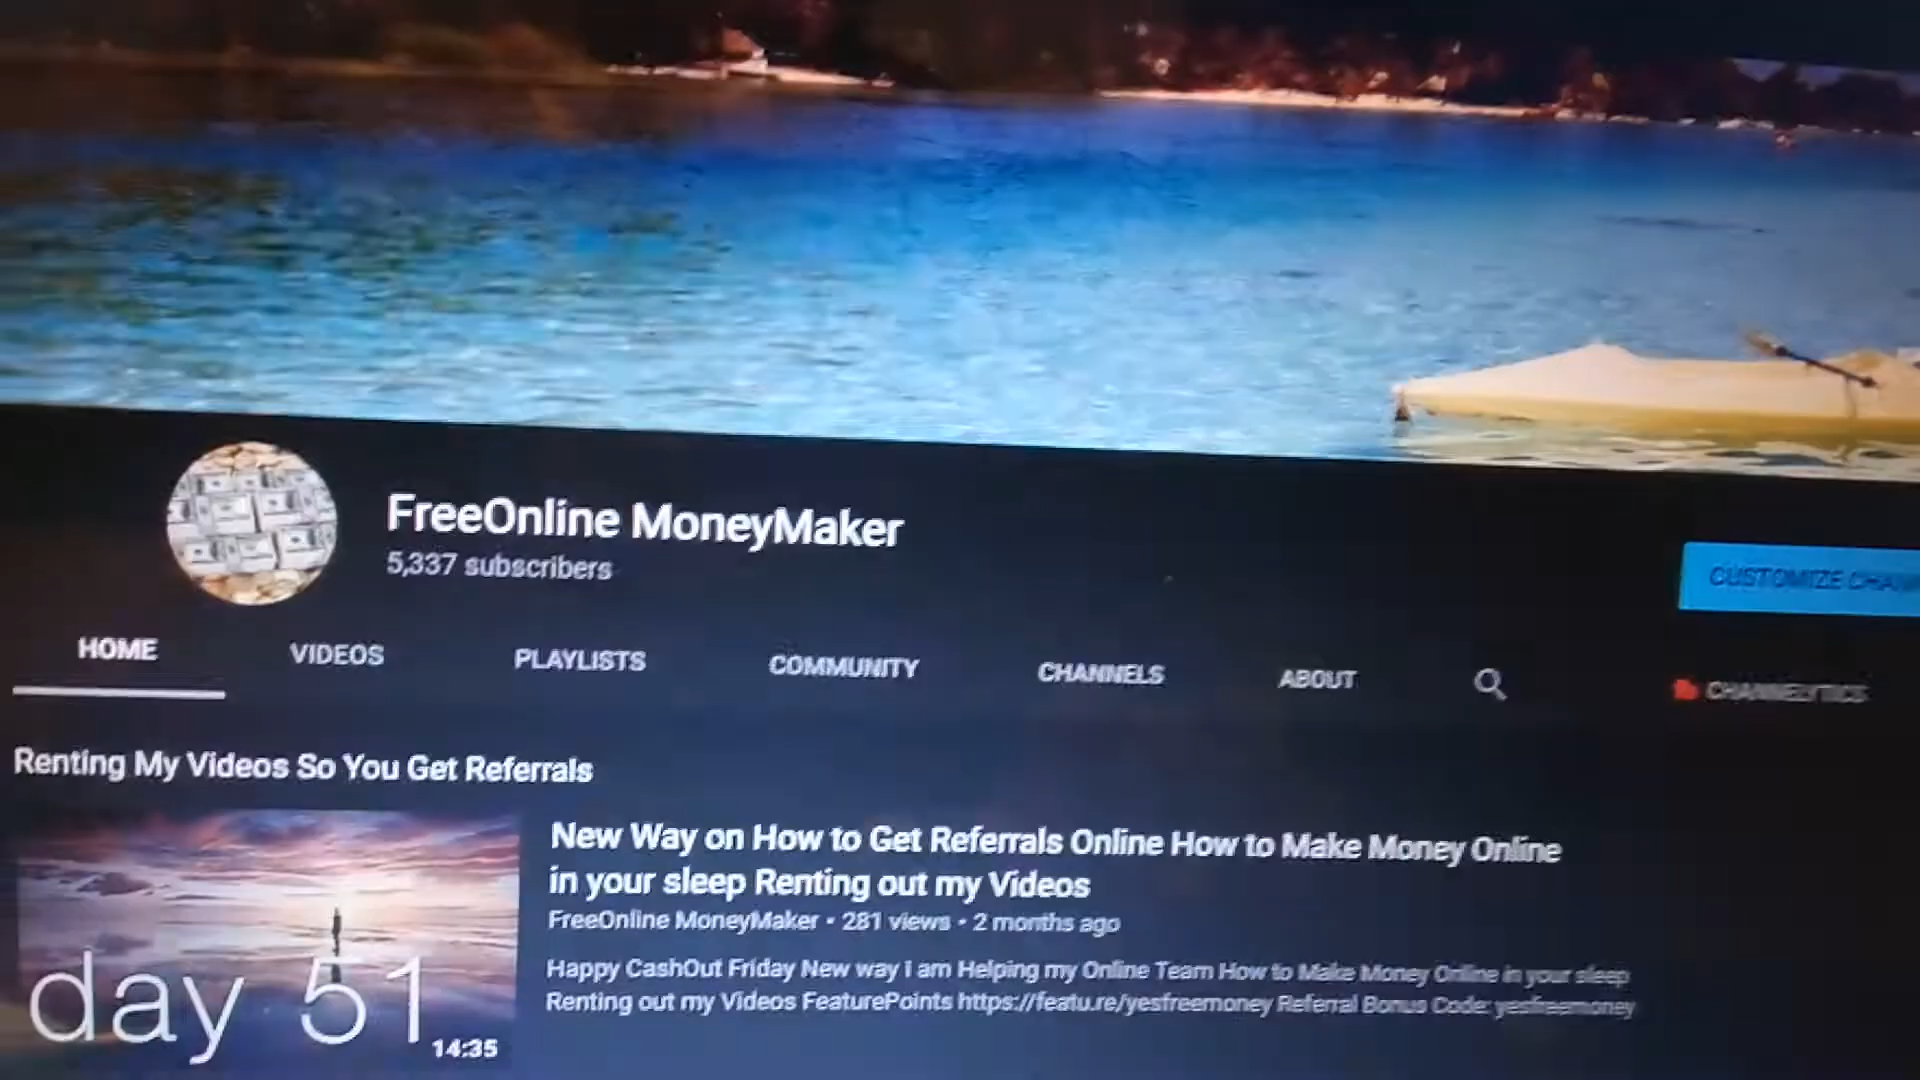 FreeOnline MoneyMaker
5,337 subscribers
CUSTOMIZE
HOME VIDEOS PLAYLISTS COMMUNITY CHANNELS ABOUT CHANNELYTICS
Renting My Videos So You Get Referrals
day 51
14:35
New Way on How to Get Referrals Online How to Make Money Online
in your sleep Renting out my Videos
FreeOnline MoneyMaker • 281 views • 2 months ago
Happy CashOut Friday New way I am Helping my Online Team How to Make Money Online in your sleep
Renting out my Videos FeaturePoints https://featu.re/yesfreemoney Referral Bonus Code: yesfreemoney